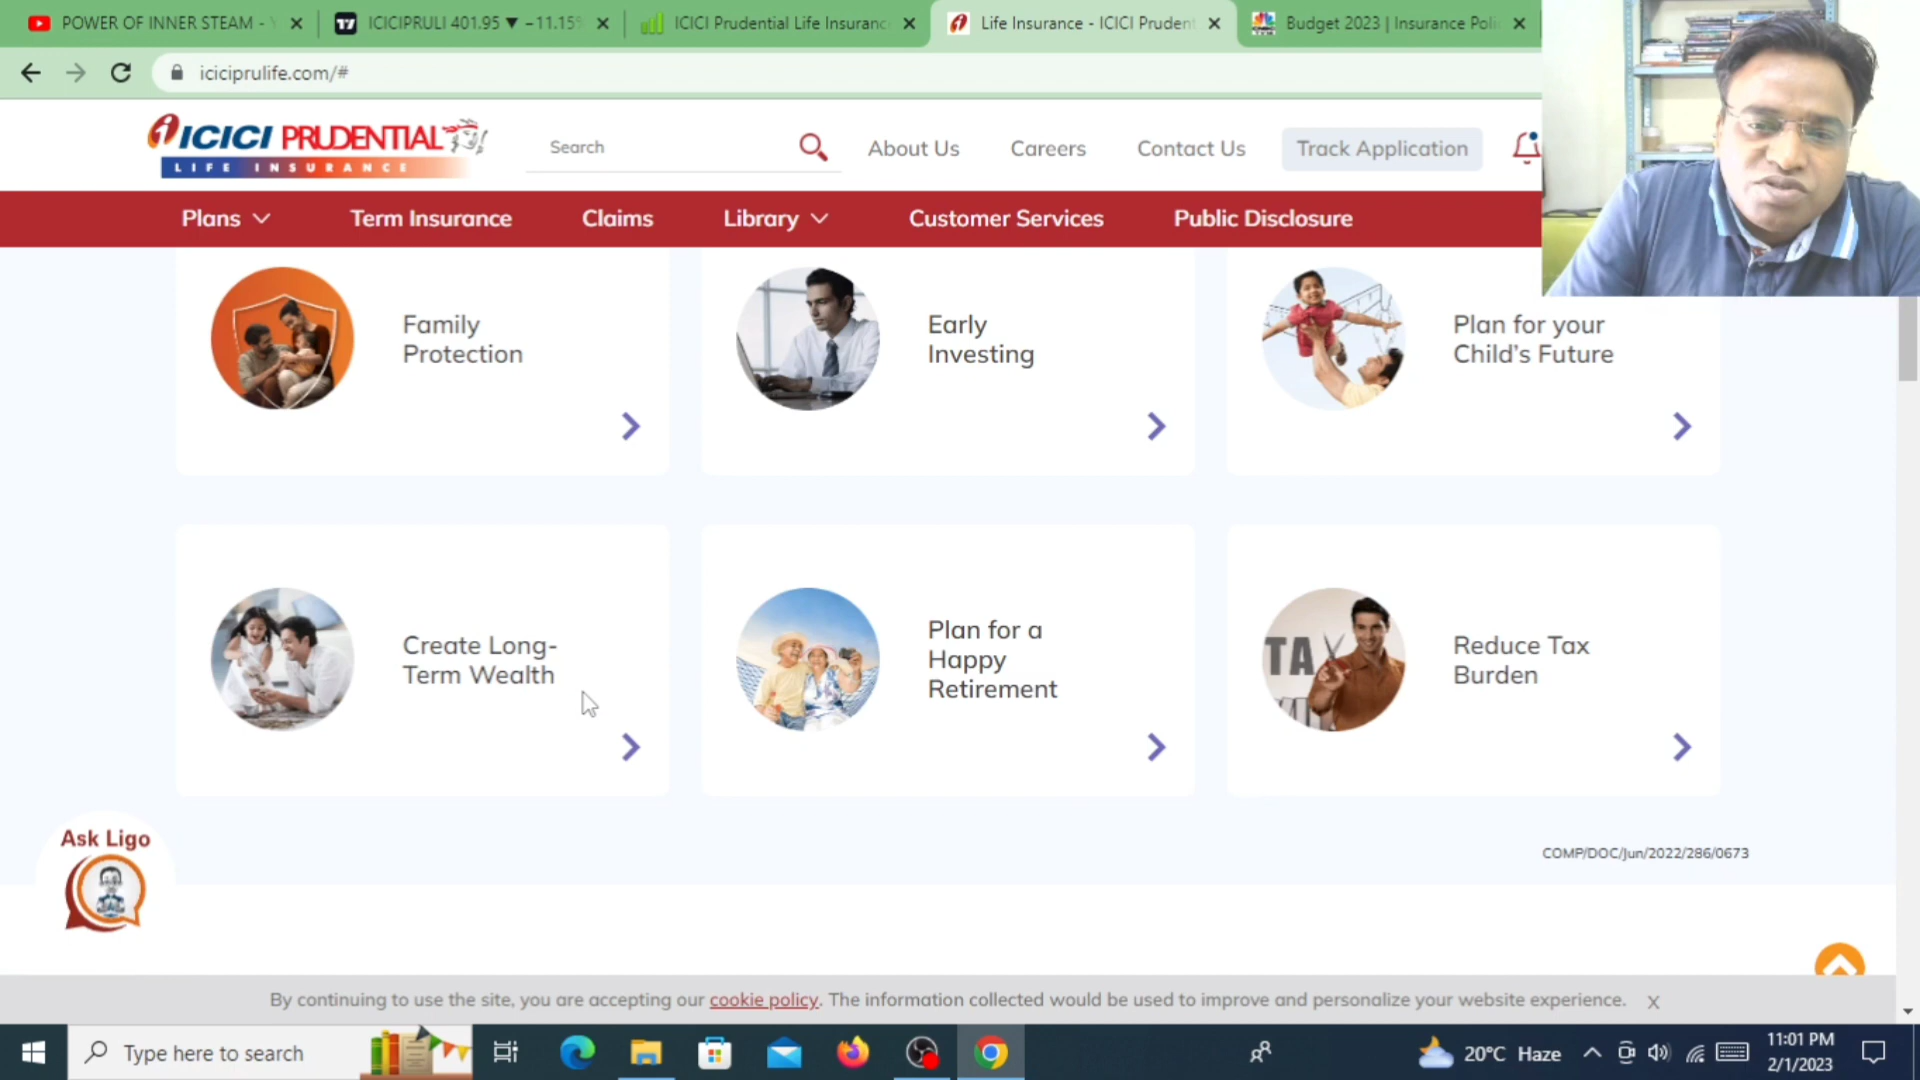 POWER OF INNER STEAM -
ICICIPRULI 401.95 ▼ −11.15%
ICICI Prudential Life Insuranc
Life Insurance - ICICI Prudent
Budget 2023 | Insurance Poli
iciciprulife.com/#
ICICI PRUDENTIAL
LIFE INSURANCE
Search
About Us
Careers
Contact Us
Track Application
Plans
Term Insurance
Claims
Library
Customer Services
Public Disclosure
Family
Protection
Early
Investing
Plan for your
Child's Future
Create Long-
Term Wealth
Plan for a
Happy
Retirement
TAX
Reduce Tax
Burden
Ask Ligo
COMP/DOC/Jun/2022/286/0673
By continuing to use the site, you are accepting our cookie policy. The information collected would be used to improve and personalize your website experience. X
Type here to search
20°C Haze
11:01 PM
2/1/2023